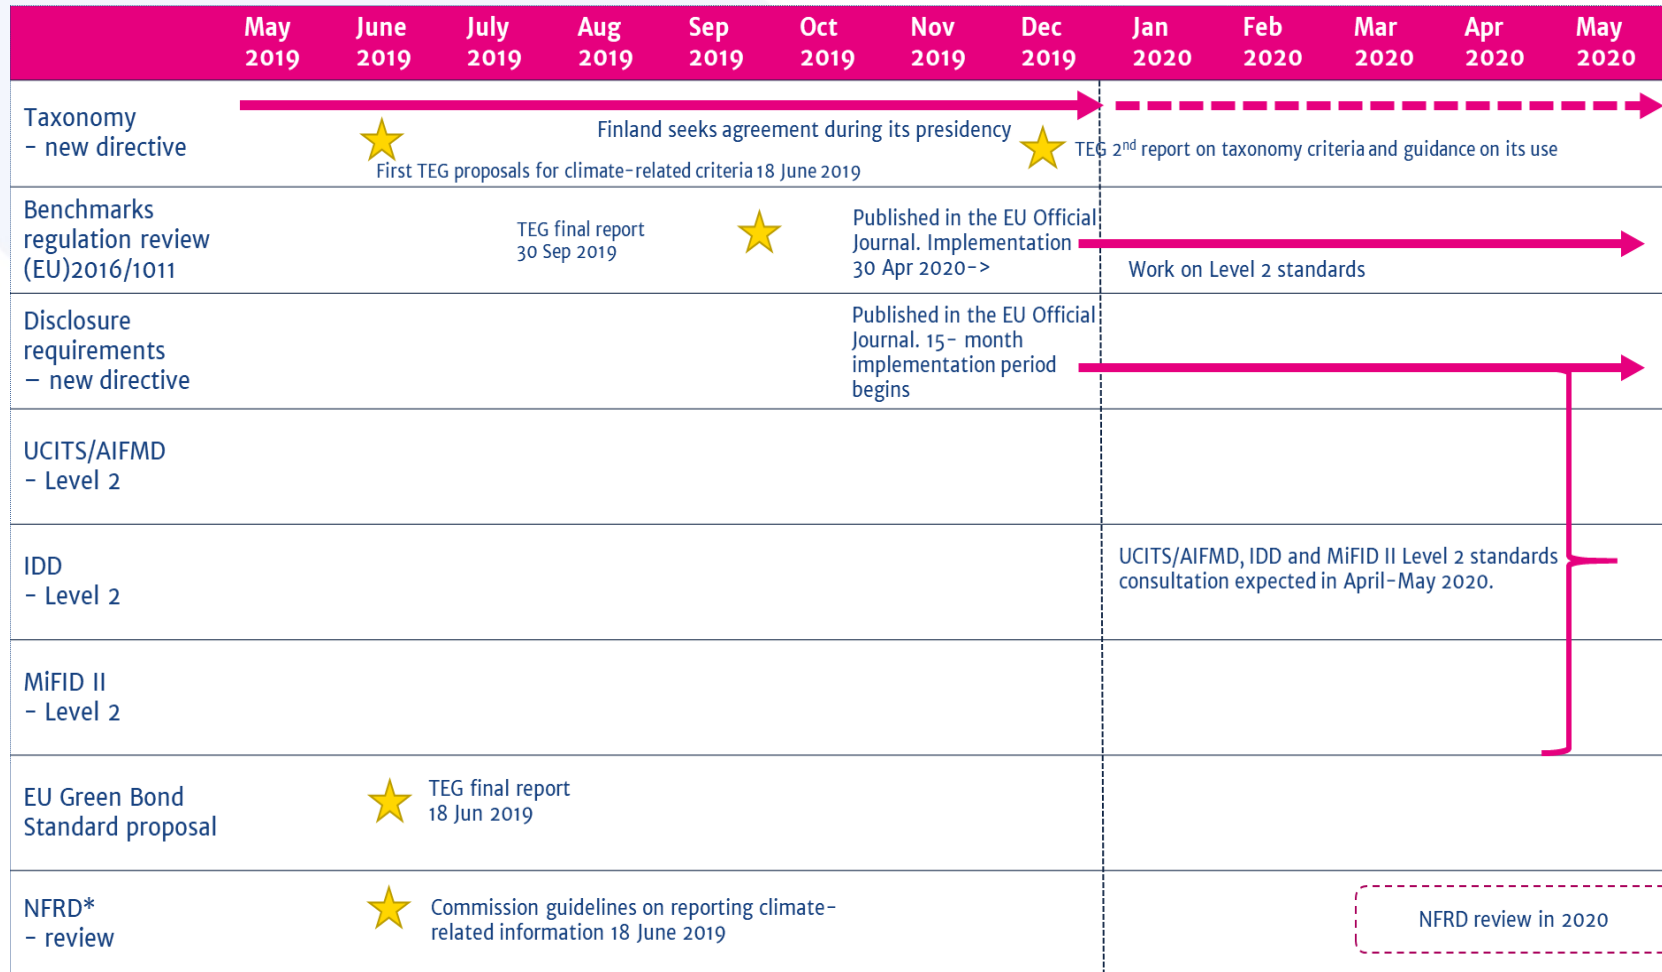 May June July Aug Sep Oct Nov Dec Jan Feb Mar Apr May
2019 2019 2019 2019 2019 2019 2019 2019 2020 2020 2020 2020 2020
Taxonomy
- new directive
Finland seeks agreement during its presidency
First TEG proposals for climate-related criteria 18 June 2019
TEG 2nd report on taxonomy criteria and guidance on its use
Benchmarks
regulation review
(EU)2016/1011
TEG final report
30 Sep 2019
Published in the EU Official
Journal. Implementation
30 Apr 2020->
Work on Level 2 standards
Disclosure
requirements
– new directive
Published in the EU Official
Journal. 15- month
implementation period
begins
UCITS/AIFMD
- Level 2
IDD
- Level 2
UCITS/AIFMD, IDD and MiFID II Level 2 standards
consultation expected in April-May 2020.
MiFID II
- Level 2
EU Green Bond
Standard proposal
TEG final report
18 Jun 2019
NFRD*
- review
Commission guidelines on reporting climate-
related information 18 June 2019
NFRD review in 2020